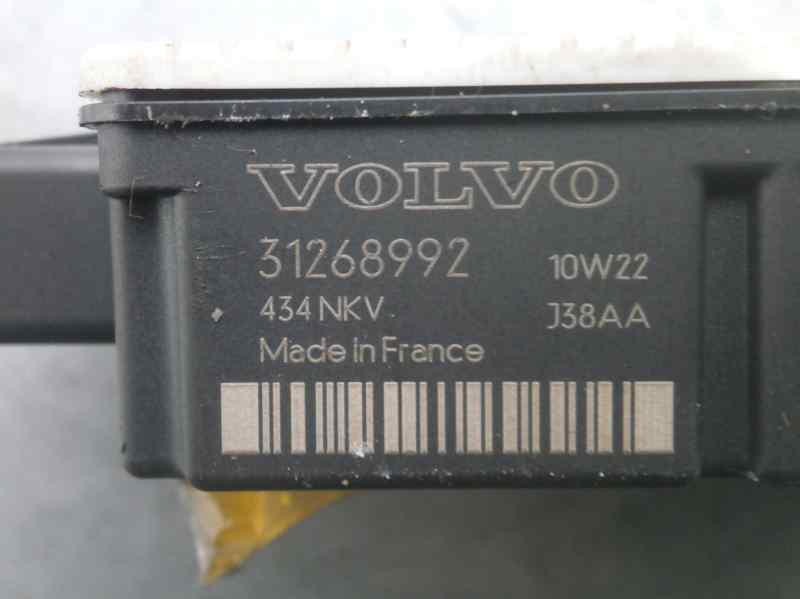 VOLVO
31268992 10W22
434 NKV J38AA
Made in France